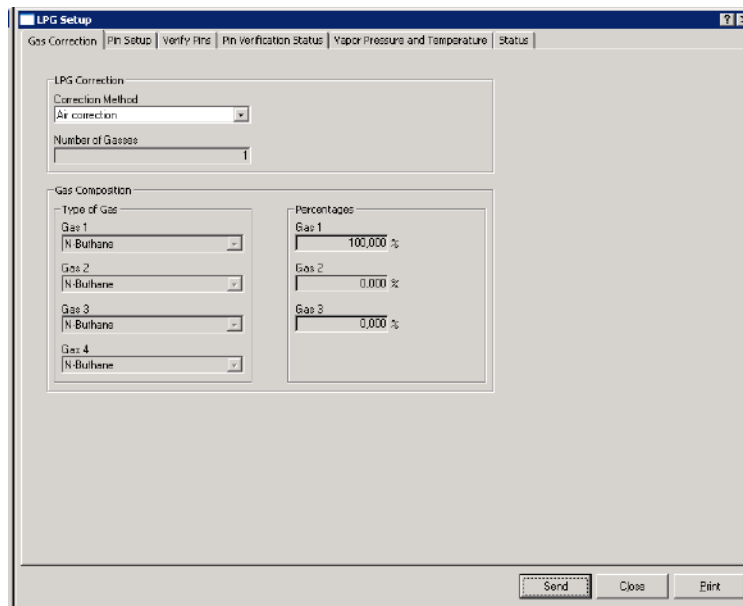 LPG Setup
Gas Correction Pin Setup Verify Pins Pin Verification Status Vapor Pressure and Temperature Status
LPG Correction
Correction Method
Air correction
Number of Gasses
1
Gas Composition
Type of Gas
Gas 1
N-Buthane
Gas 2
N-Buthane
Gas 3
N-Buthane
Gas 4
N-Buthane
Percentages
Gas 1
100,000 %
Gas 2
0.000 %
Gas 3
0,000 %
Send Close Print